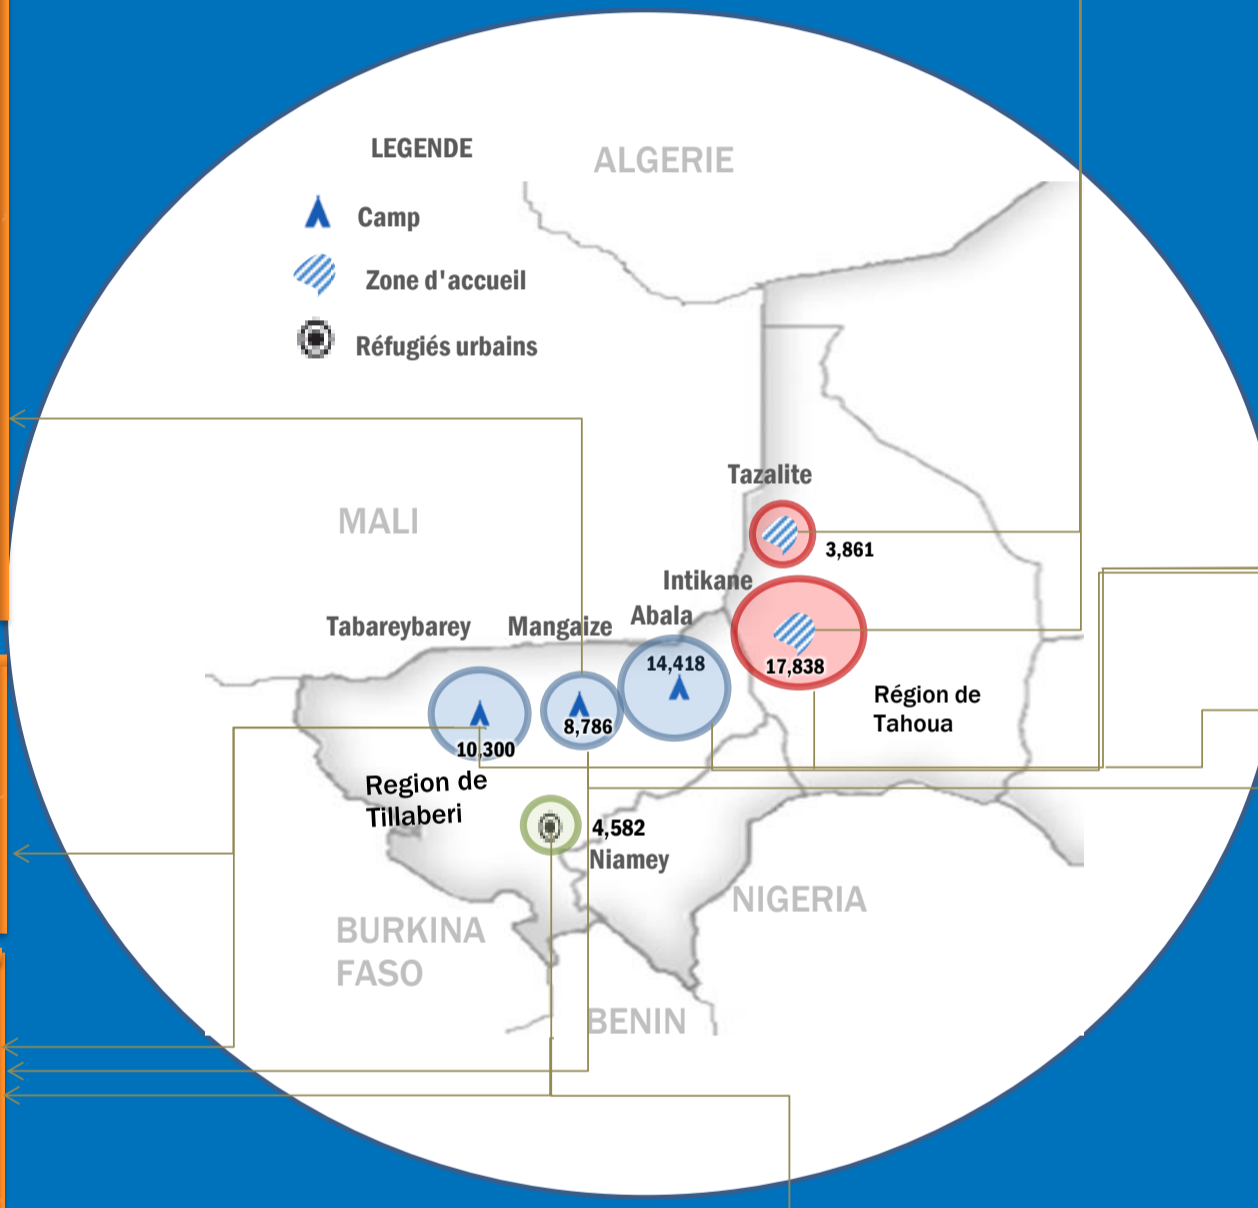 LEGENDE
Camp
Zone d'accueil
Réfugiés urbains
ALGERIE
MALI
Tazalite
3,861
Intikane
17,838
Abala
14,418
Mangaize
8,786
Tabareybarey
10,300
Région de
Tahoua
Region de
Tillaberi
4,582
Niamey
NIGERIA
BURKINA
FASO
BENIN